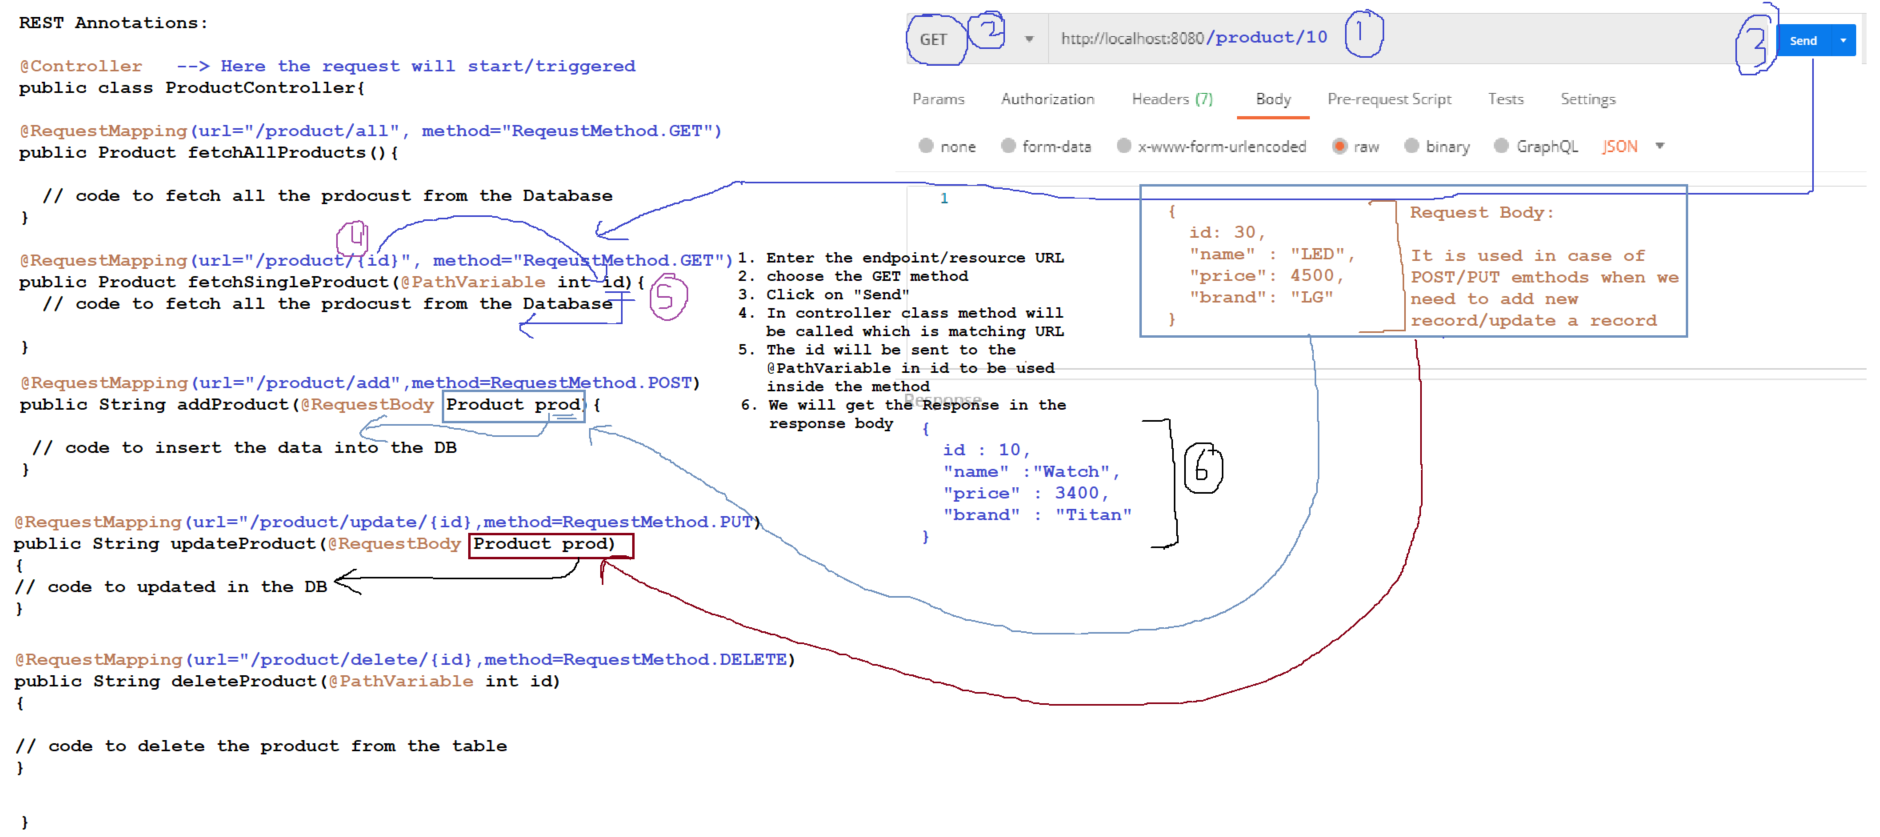 REST Annotations:
@Controller   --> Here the request will start/triggered
public class ProductController{
@RequestMapping(url="/product/all", method="ReqeustMethod.GET")
public Product fetchAllProducts(){
// code to fetch all the prdocust from the Database
}
4
@RequestMapping(url="/product/{id}", method="ReqeustMethod.GET")
public Product fetchSingleProduct(@PathVariable int id){
5
// code to fetch all the prdocust from the Database
}
@RequestMapping(url="/product/add",method=RequestMethod.POST)
public String addProduct(@RequestBody Product prod){
// code to insert the data into the DB
}
@RequestMapping(url="/product/update/{id},method=RequestMethod.PUT)
public String updateProduct(@RequestBody Product prod)
{
// code to updated in the DB
}
@RequestMapping(url="/product/delete/{id},method=RequestMethod.DELETE)
public String deleteProduct(@PathVariable int id)
{
// code to delete the product from the table
}
}
GET 2 http://localhost:8080/product/10 1 3 Send
Params Authorization Headers (7) Body Pre-request Script Tests Settings
none form-data x-www-form-urlencoded raw binary GraphQL JSON
1
{
id: 30,
"name" : "LED",
"price": 4500,
"brand": "LG"
}
Request Body:
It is used in case of
POST/PUT emthods when we
need to add new
record/update a record
1. Enter the endpoint/resource URL
2. choose the GET method
3. Click on "Send"
4. In controller class method will
be called which is matching URL
5. The id will be sent to the
@PathVariable in id to be used
inside the method
6. We will get the Response in the
response body
Response
{
id : 10,
"name" :"Watch",
"price" : 3400,
"brand" : "Titan"
}
6